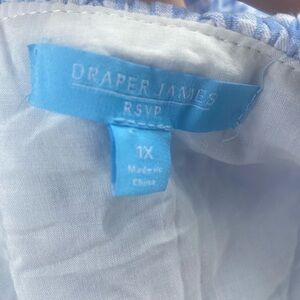 DRAPER JAMES
RSVP
1X
Made in
China